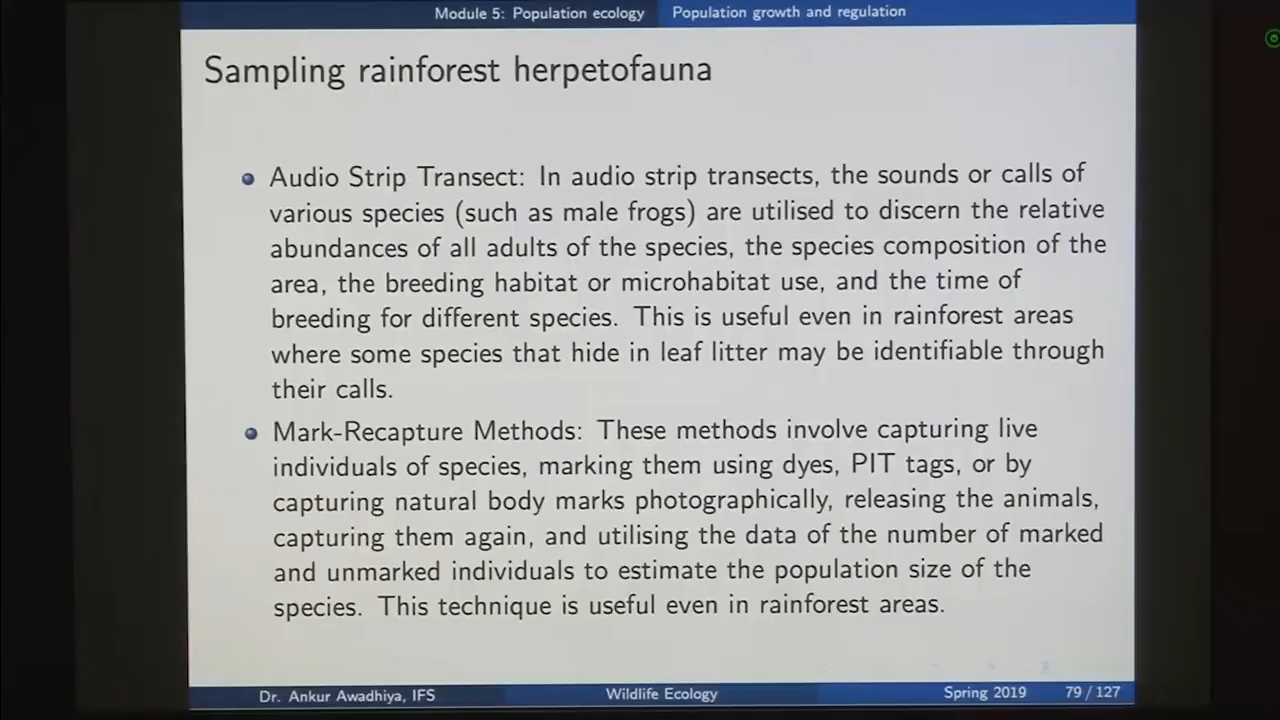 Module 5: Population ecology Population growth and regulation
Sampling rainforest herpetofauna
Audio Strip Transect: In audio strip transects, the sounds or calls of
various species (such as male frogs) are utilised to discern the relative
abundances of all adults of the species, the species composition of the
area, the breeding habitat or microhabitat use, and the time of
breeding for different species. This is useful even in rainforest areas
where some species that hide in leaf litter may be identifiable through
their calls.
Mark-Recapture Methods: These methods involve capturing live
individuals of species, marking them using dyes, PIT tags, or by
capturing natural body marks photographically, releasing the animals,
capturing them again, and utilising the data of the number of marked
and unmarked individuals to estimate the population size of the
species. This technique is useful even in rainforest areas.
Dr. Ankur Awadhiya, IFS Wildlife Ecology Spring 2019 79 / 127